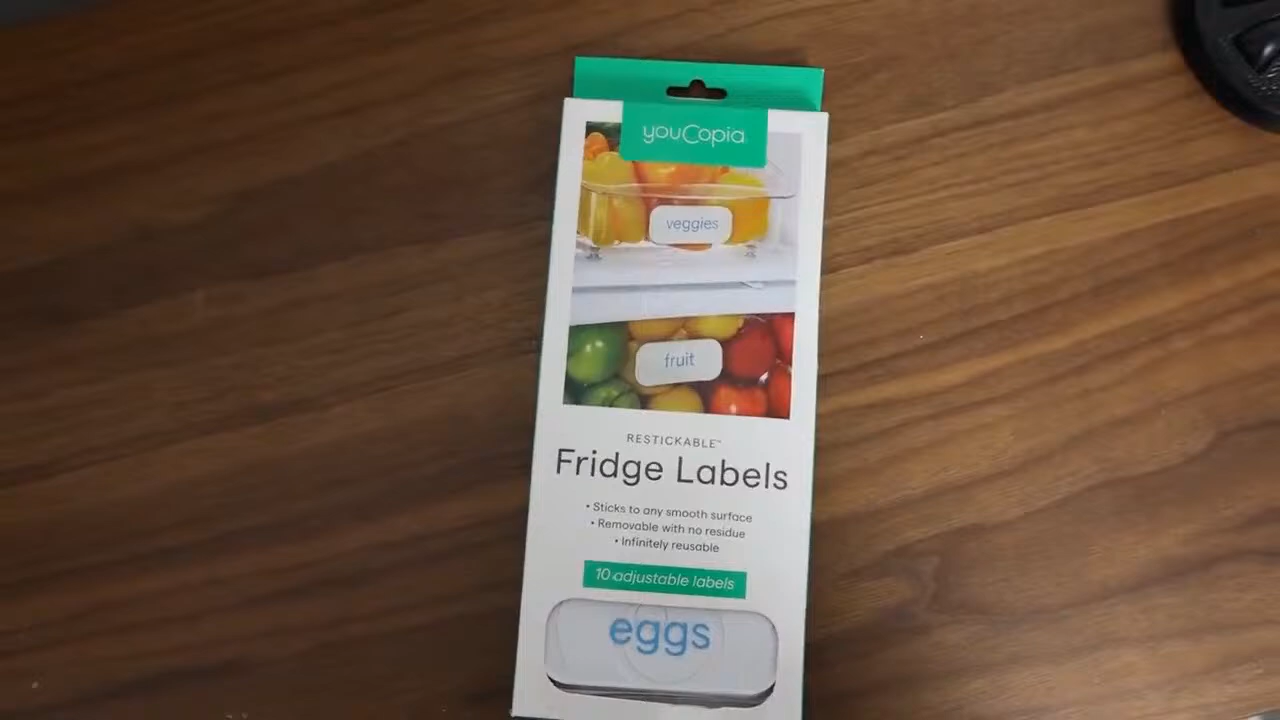 youCopia
veggies
fruit
RESTICKABLE™
Fridge Labels
• Sticks to any smooth surface
• Removable with no residue
• Infinitely reusable
10 adjustable labels
eggs